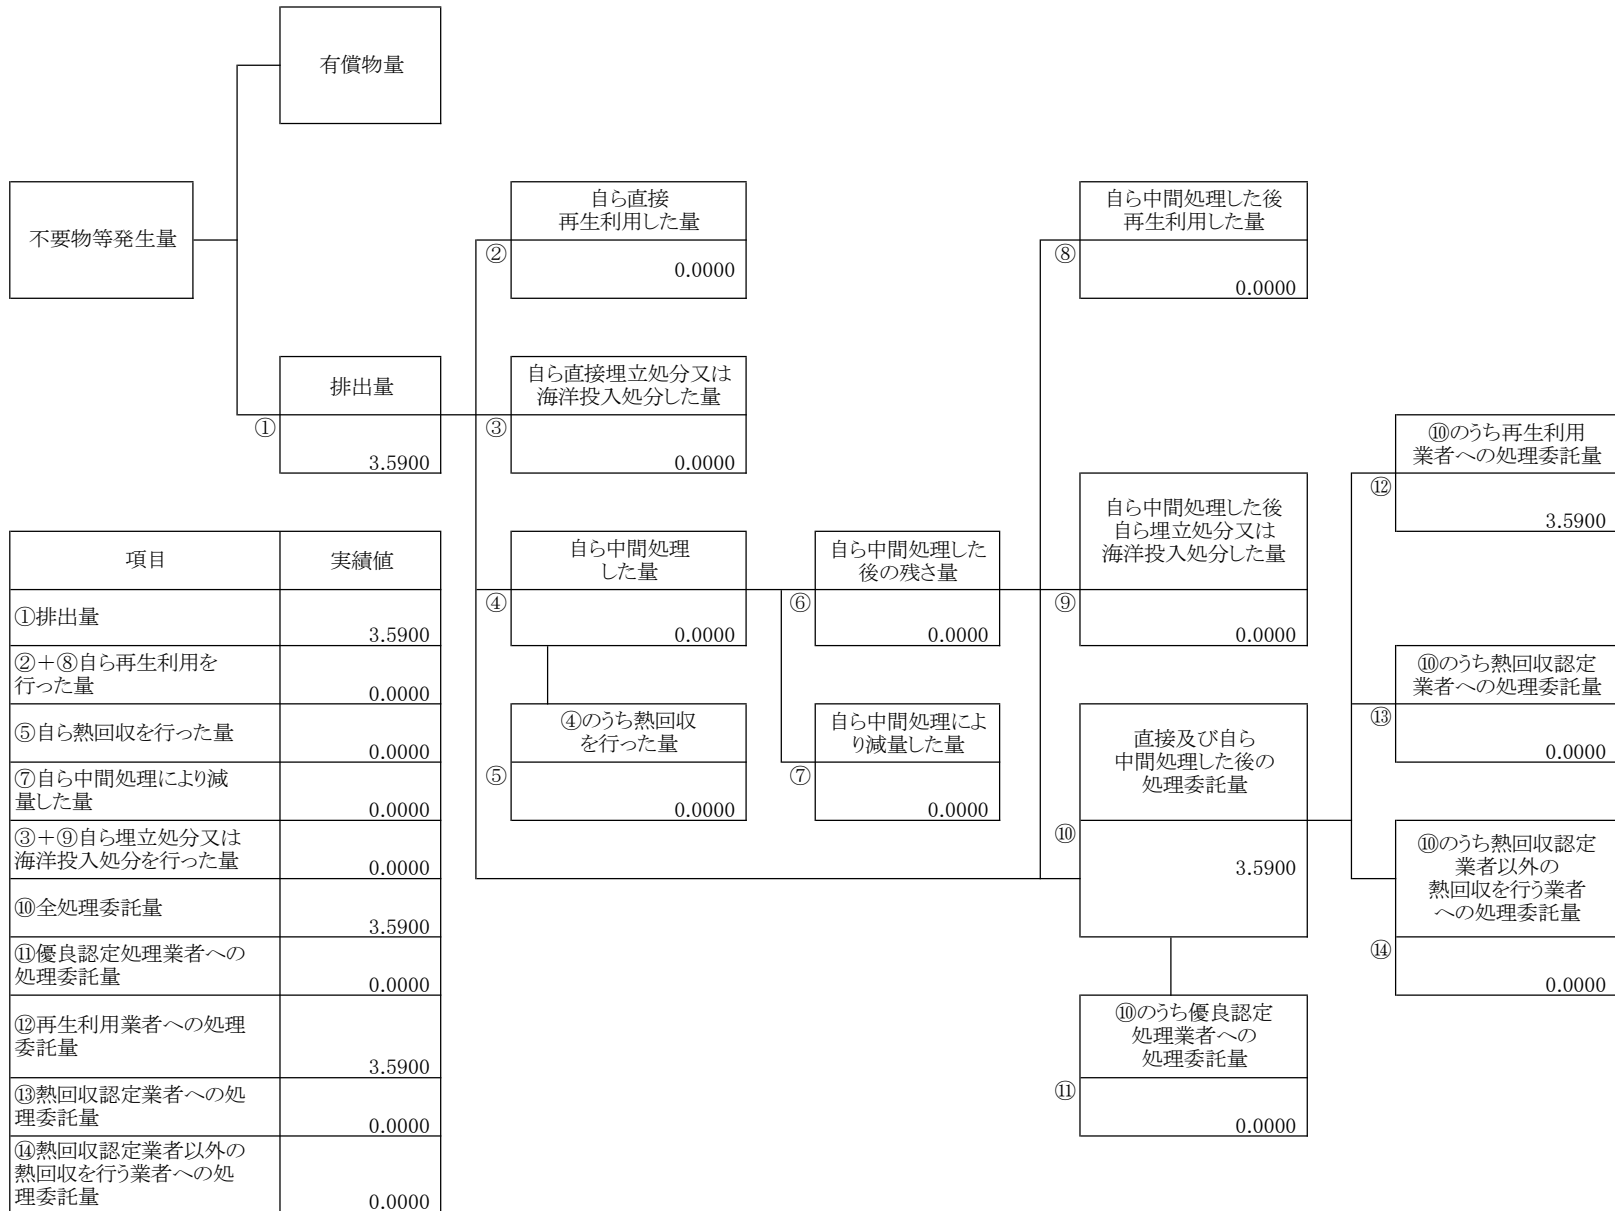 有償物量
不要物等発生量
自ら直接
再生利用した量
②
0.0000
自ら中間処理した後
再生利用した量
⑧
0.0000
排出量
①
3.5900
自ら直接埋立処分又は
海洋投入処分した量
③
0.0000
⑩のうち再生利用
業者への処理委託量
⑫
3.5900
自ら中間処理
した量
④
0.0000
自ら中間処理した
後の残さ量
⑥
0.0000
自ら中間処理した後
自ら埋立処分又は
海洋投入処分した量
⑨
0.0000
⑩のうち熱回収認定
業者への処理委託量
⑬
0.0000
④のうち熱回収
を行った量
⑤
0.0000
自ら中間処理によ
り減量した量
⑦
0.0000
直接及び自ら
中間処理した後の
処理委託量
⑩
3.5900
⑩のうち熱回収認定
業者以外の
熱回収を行う業者
への処理委託量
⑭
0.0000
⑩のうち優良認定
処理業者への
処理委託量
⑪
0.0000
項目 実績値
①排出量
3.5900
②＋⑧自ら再生利用を
行った量
0.0000
⑤自ら熱回収を行った量
0.0000
⑦自ら中間処理により減
量した量
0.0000
③＋⑨自ら埋立処分又は
海洋投入処分を行った量
0.0000
⑩全処理委託量
3.5900
⑪優良認定処理業者への
処理委託量
0.0000
⑫再生利用業者への処理
委託量
3.5900
⑬熱回収認定業者への処
理委託量
0.0000
⑭熱回収認定業者以外の
熱回収を行う業者への処
理委託量
0.0000